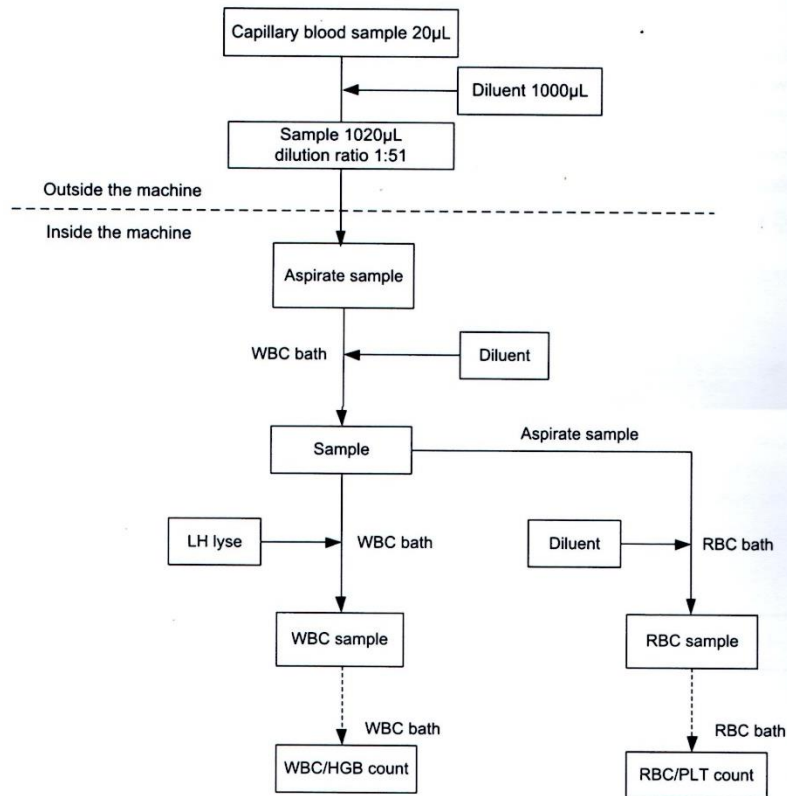 Capillary blood sample 20µL
Diluent 1000µL
Sample 1020µL
dilution ratio 1:51
Outside the machine
Inside the machine
Aspirate sample
WBC bath
Diluent
Sample
Aspirate sample
LH lyse
WBC bath
Diluent
RBC bath
WBC sample
RBC sample
WBC bath
RBC bath
WBC/HGB count
RBC/PLT count